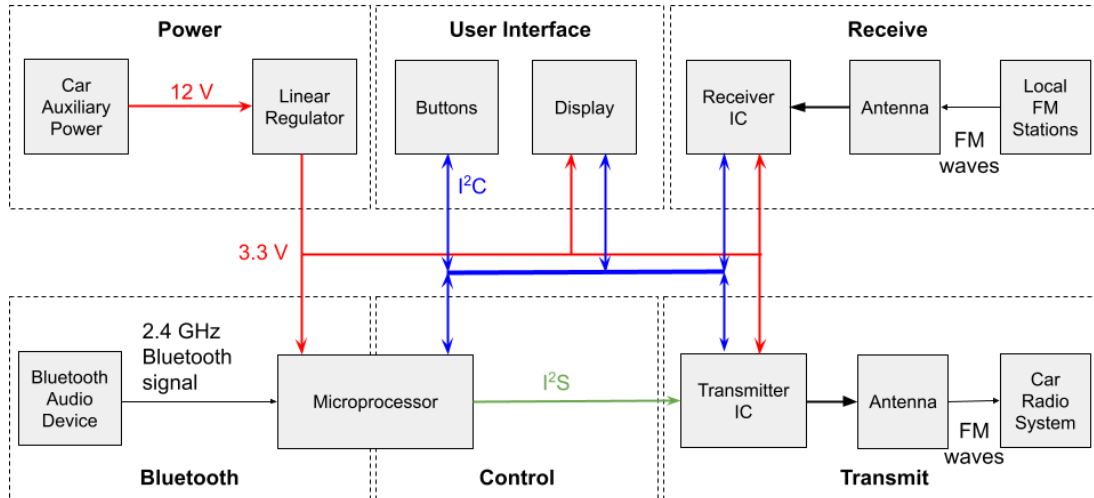 Power
User Interface
Receive
Car
Auxiliary
Power
12 V
Linear
Regulator
Buttons
Display
Receiver
IC
Antenna
Local
FM
Stations
FM
waves
I²C
3.3 V
2.4 GHz
Bluetooth
signal
Bluetooth
Audio
Device
Microprocessor
I²S
Transmitter
IC
Antenna
Car
Radio
System
FM
waves
Bluetooth
Control
Transmit